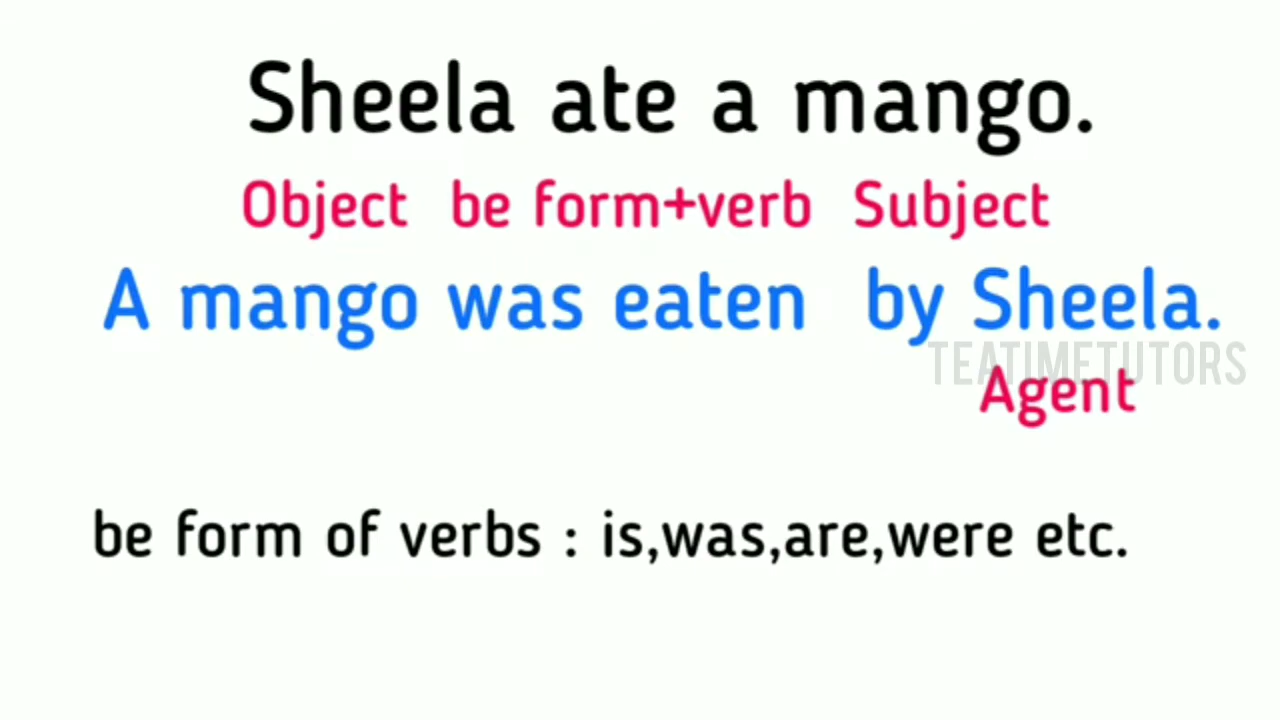 Sheela ate a mango.
Object be form+verb Subject
A mango was eaten by Sheela.
TEATIMETUTORS
Agent
be form of verbs : is,was,are,were etc.